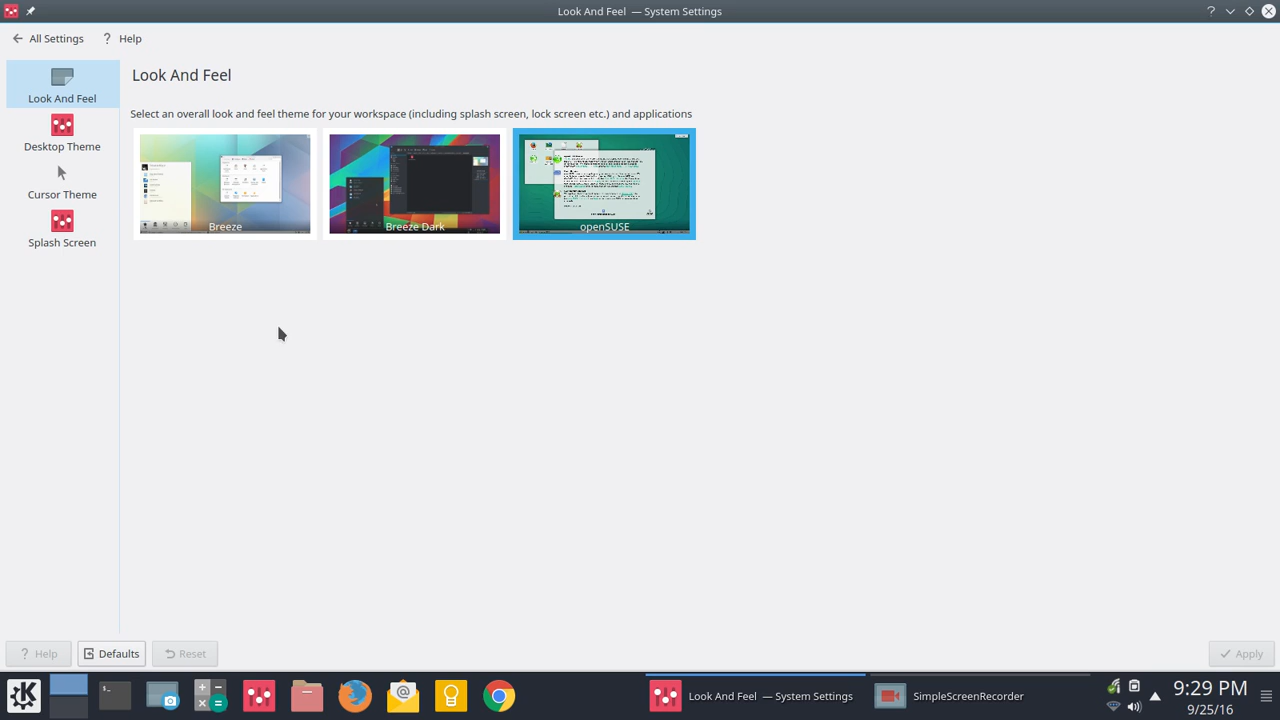 Look And Feel — System Settings
All Settings
? Help
Look And Feel
Desktop Theme
Cursor Theme
Splash Screen
Look And Feel
Select an overall look and feel theme for your workspace (including splash screen, lock screen etc.) and applications
Breeze
Breeze Dark
openSUSE
? Help
Defaults
Reset
Apply
Look And Feel — System Settings
SimpleScreenRecorder
9:29 PM
9/25/16